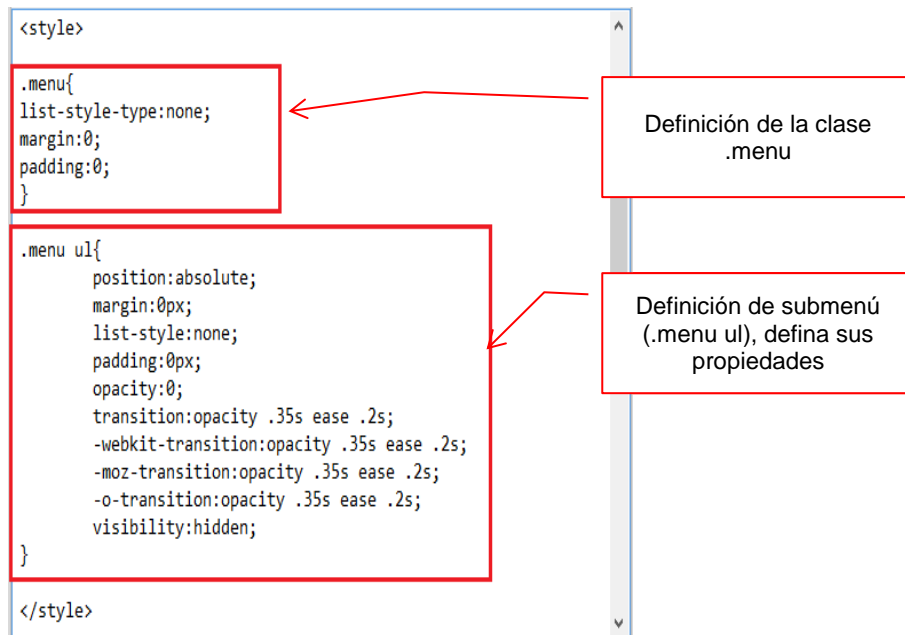 <style>
.menu{
list-style-type:none;
margin:0;
padding:0;
}
Definición de la clase
.menu
.menu ul{
position:absolute;
margin:0px;
list-style:none;
padding:0px;
opacity:0;
transition:opacity .35s ease .2s;
-webkit-transition:opacity .35s ease .2s;
-moz-transition:opacity .35s ease .2s;
-o-transition:opacity .35s ease .2s;
visibility:hidden;
}
Definición de submenú
(.menu ul), defina sus
propiedades
</style>